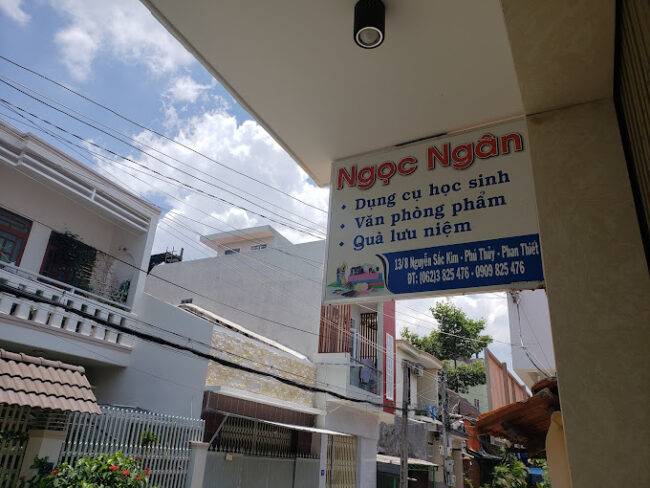 Ngọc Ngân
• Dụng cụ học sinh
• Văn phòng phẩm
• Quà lưu niệm
13/8 Nguyễn Sắc Kim - Phú Thủy - Phan Thiết
ĐT: (062)3 825 476 - 0909 825 476